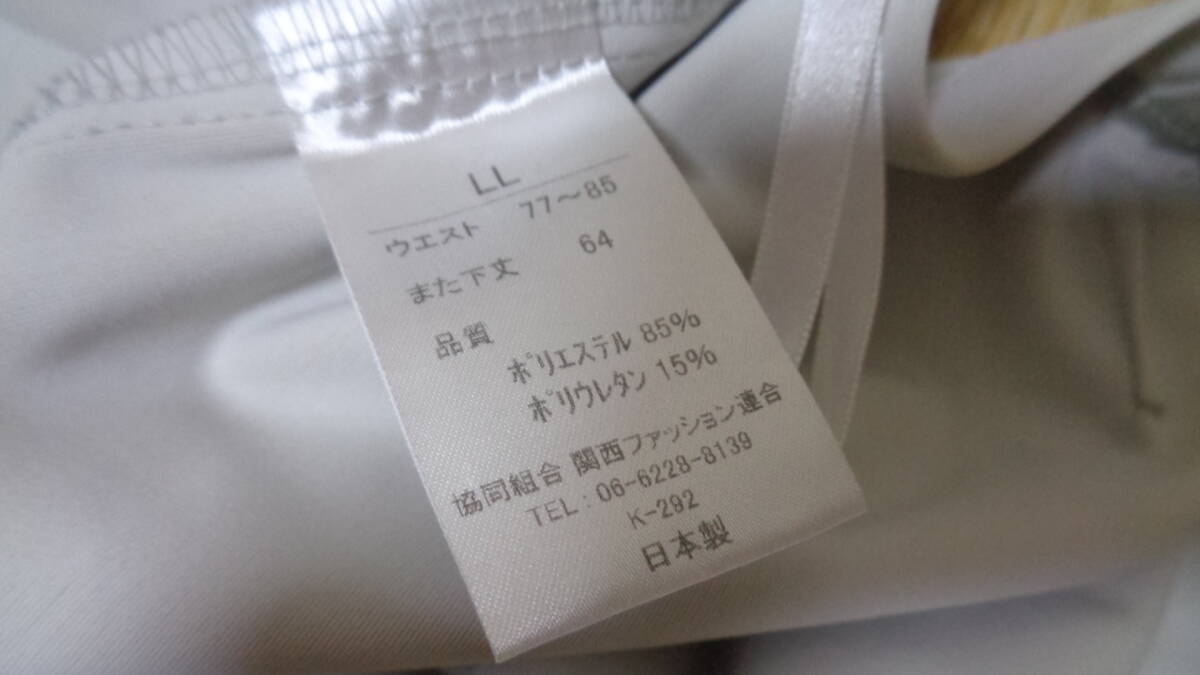 LL
ウエスト 77～85
また下丈 64
品質
ポリエステル 85%
ポリウレタン 15%
協同組合 関西ファッション連合
TEL：06-6228-8139
K-292
日本製